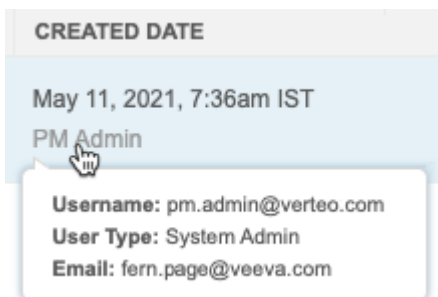 CREATED DATE
May 11, 2021, 7:36am IST
PM Admin
Username: pm.admin@verteo.com
User Type: System Admin
Email: fern.page@veeva.com